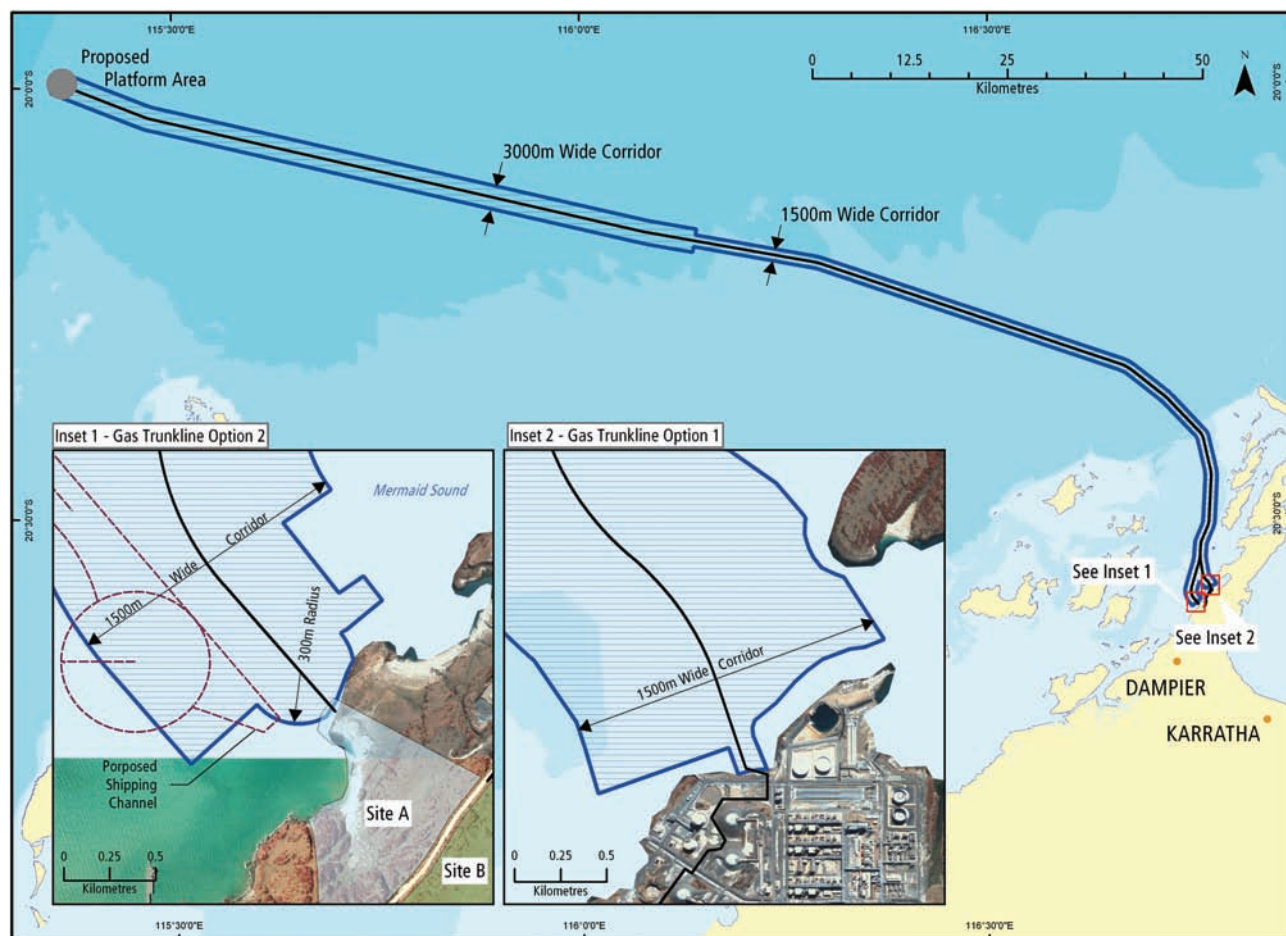 115°30'0"E
116°0'0"E
116°30'0"E
Proposed
Platform Area
0 12.5 25 50
Kilometres
N
20°0'0"S
20°0'0"S
3000m Wide Corridor
1500m Wide Corridor
Inset 1 - Gas Trunkline Option 2
Mermaid Sound
1500m Wide Corridor
300m Radius
Porposed
Shipping
Channel
Site A
Site B
0 0.25 0.5
Kilometres
Inset 2 - Gas Trunkline Option 1
1500m Wide Corridor
0 0.25 0.5
Kilometres
20°30'0"S
20°30'0"S
See Inset 1
See Inset 2
DAMPIER
KARRATHA
115°30'0"E
116°0'0"E
116°30'0"E